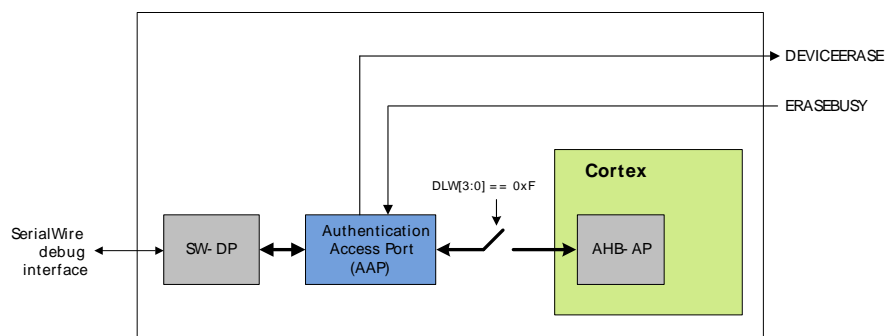 DEVICEERASE
ERASEBUSY
Cortex
DLW[3:0] == 0xF
SerialWire
debug
interface
SW-DP
Authentication
Access Port
(AAP)
AHB-AP